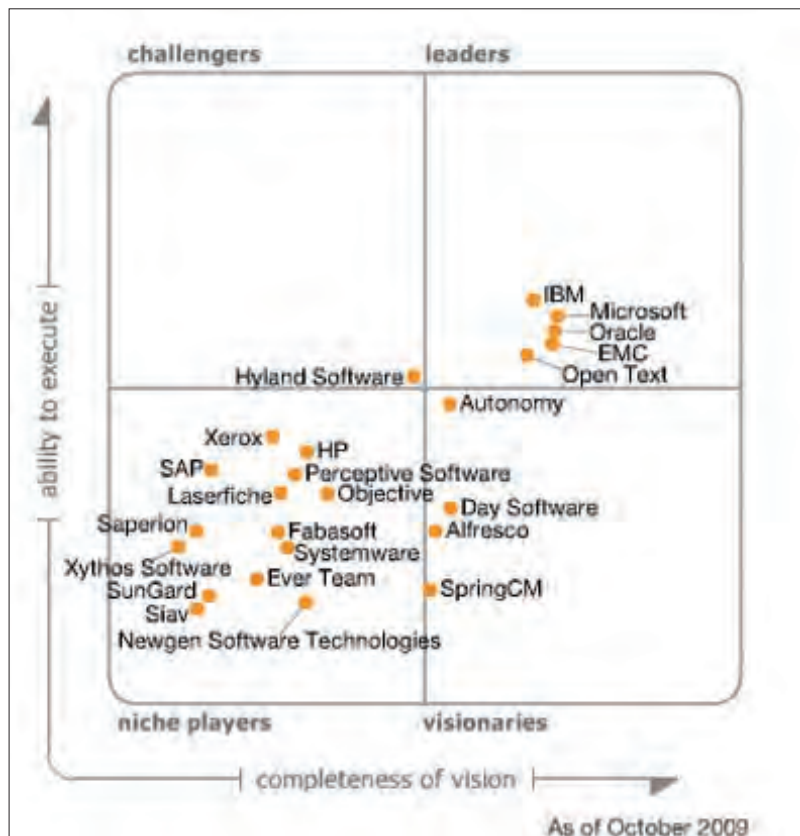 challengers
leaders
ability to execute
IBM
Microsoft
Oracle
EMC
Open Text
Hyland Software
Autonomy
Xerox
HP
SAP
Perceptive Software
Laserfiche
Objective
Day Software
Saperion
Fabasoft
Alfresco
Systemware
Xythos Software
Ever Team
SunGard
SpringCM
Siav
Newgen Software Technologies
niche players
visionaries
completeness of vision
As of October 2009